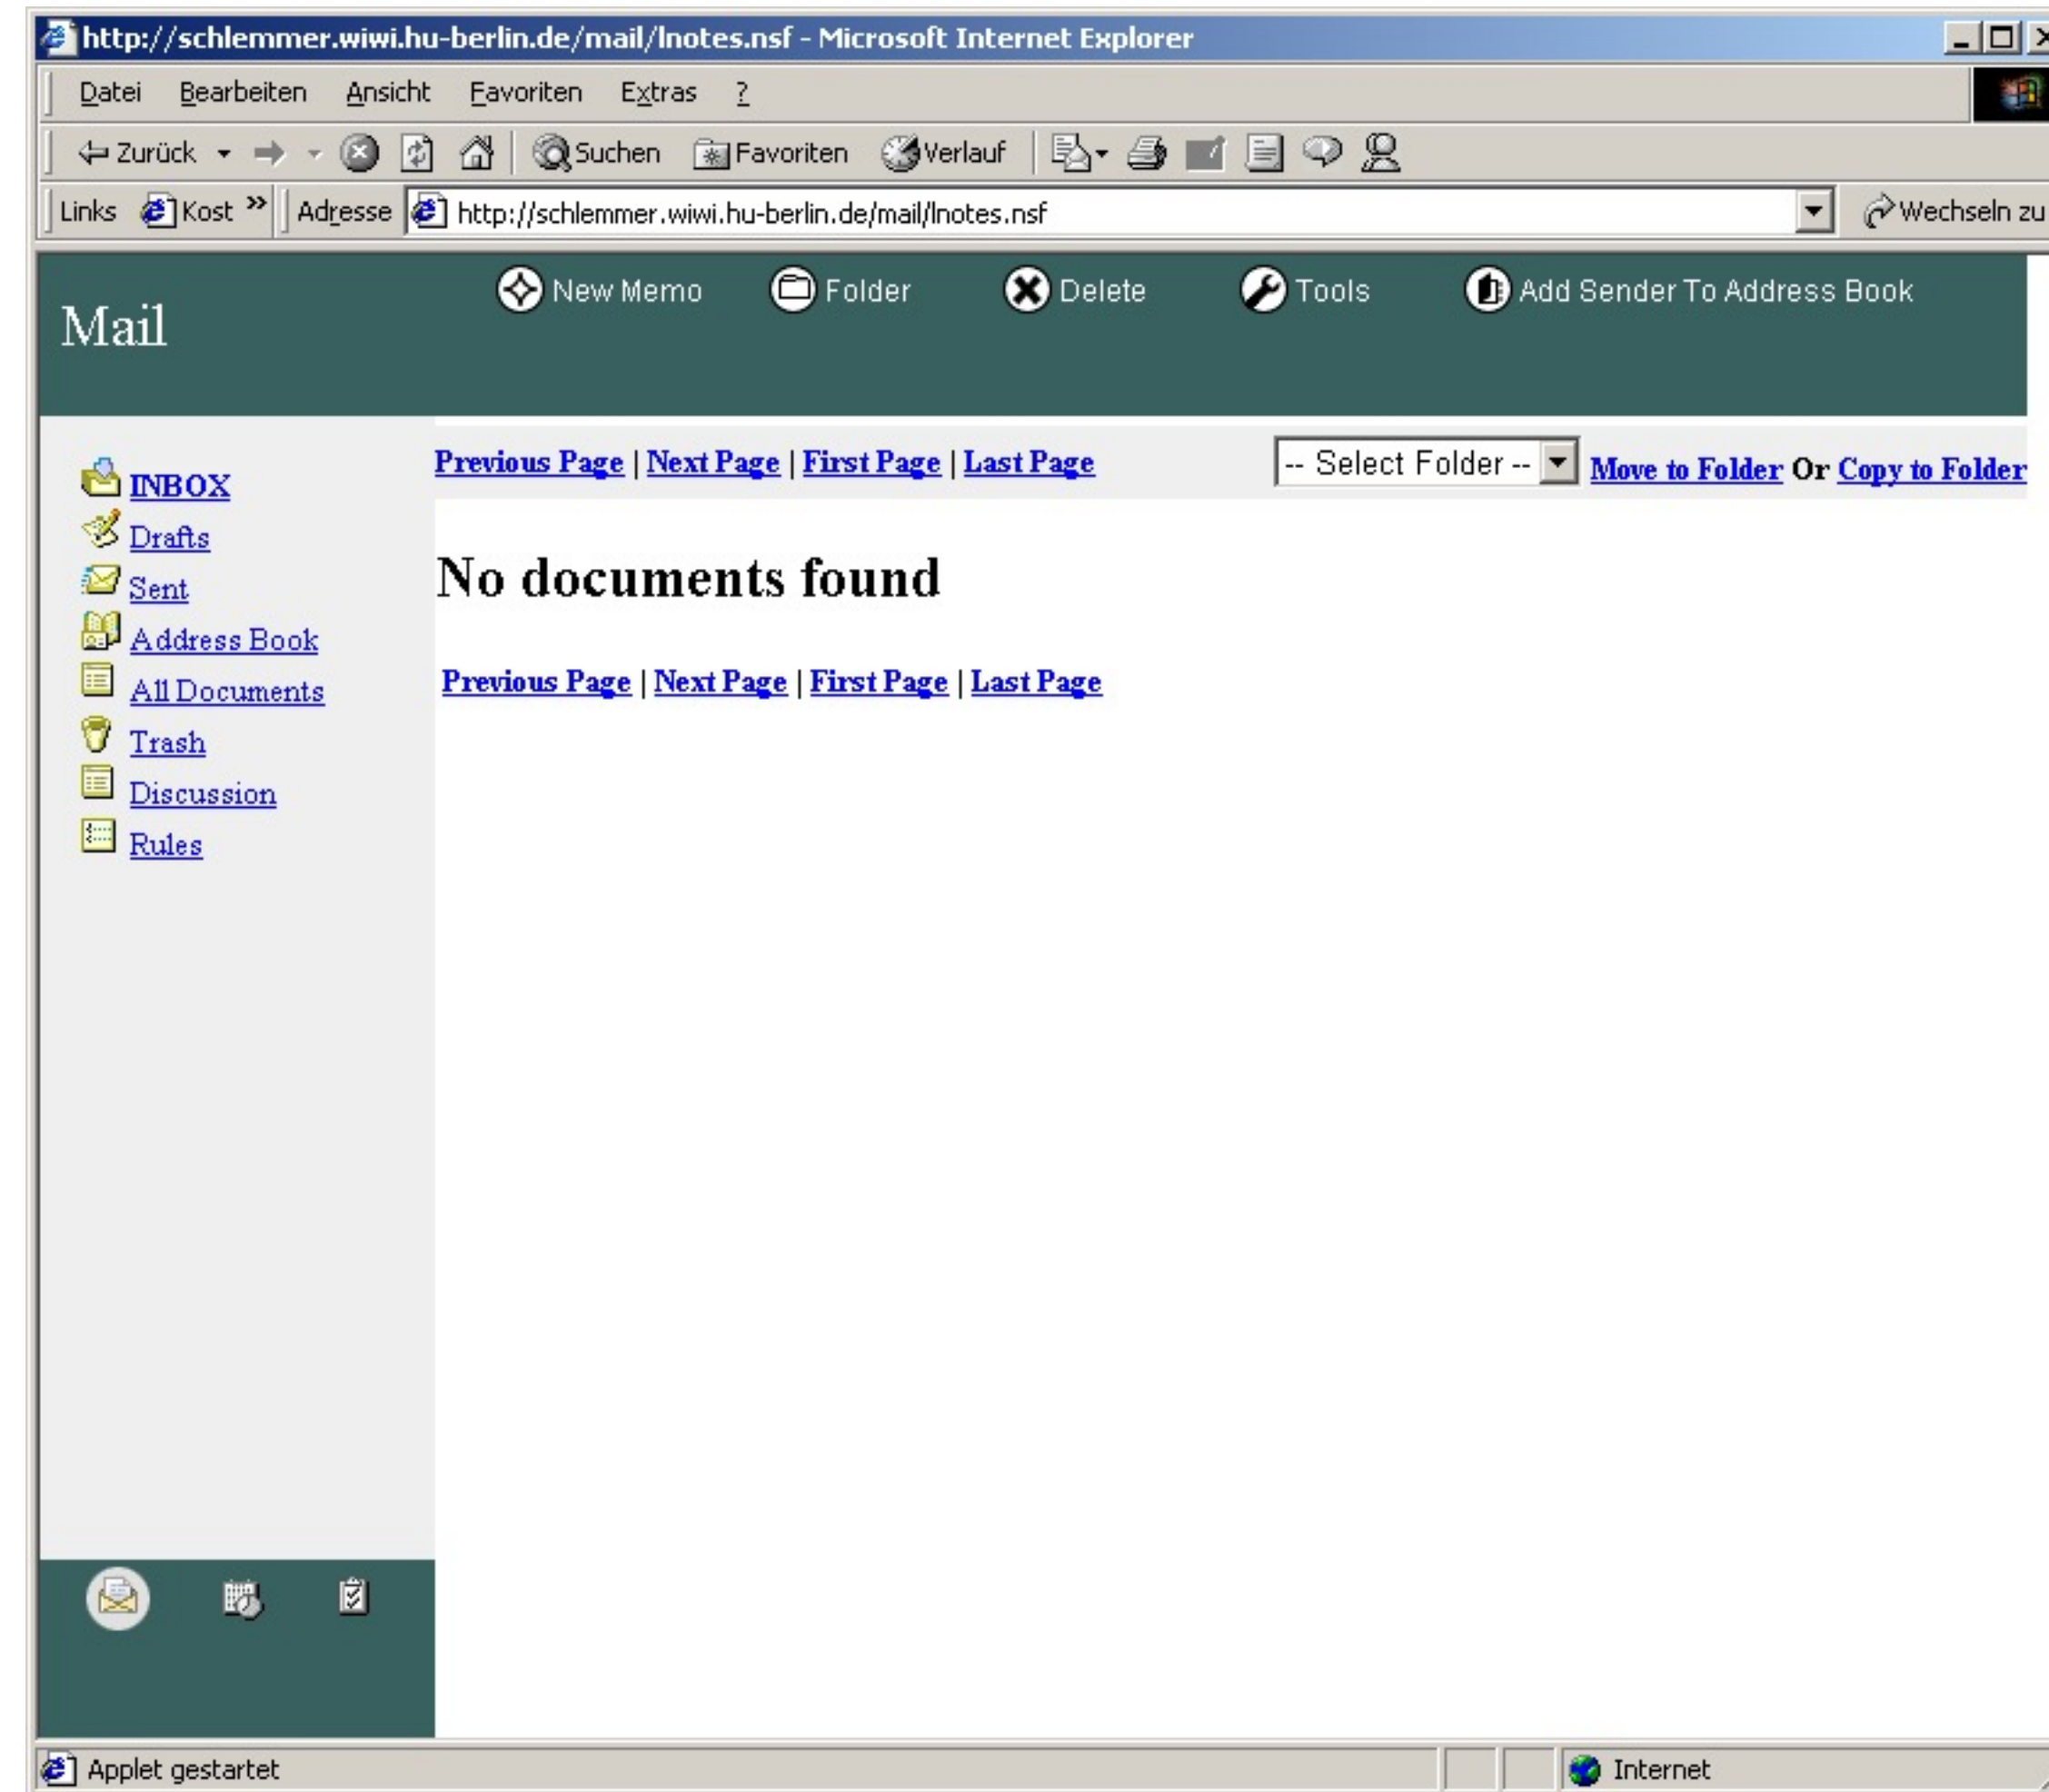 http://schlemmer.wiwi.hu-berlin.de/mail/lnotes.nsf - Microsoft Internet Explorer
Datei Bearbeiten Ansicht Favoriten Extras ?
Zurück Suchen Favoriten Verlauf
Links Kost » Adresse http://schlemmer.wiwi.hu-berlin.de/mail/lnotes.nsf Wechseln zu
Mail New Memo Folder Delete Tools Add Sender To Address Book
Previous Page | Next Page | First Page | Last Page -- Select Folder -- Move to Folder Or Copy to Folder
INBOX
Drafts
Sent
Address Book
All Documents
Trash
Discussion
Rules
No documents found
Previous Page | Next Page | First Page | Last Page
Applet gestartet Internet